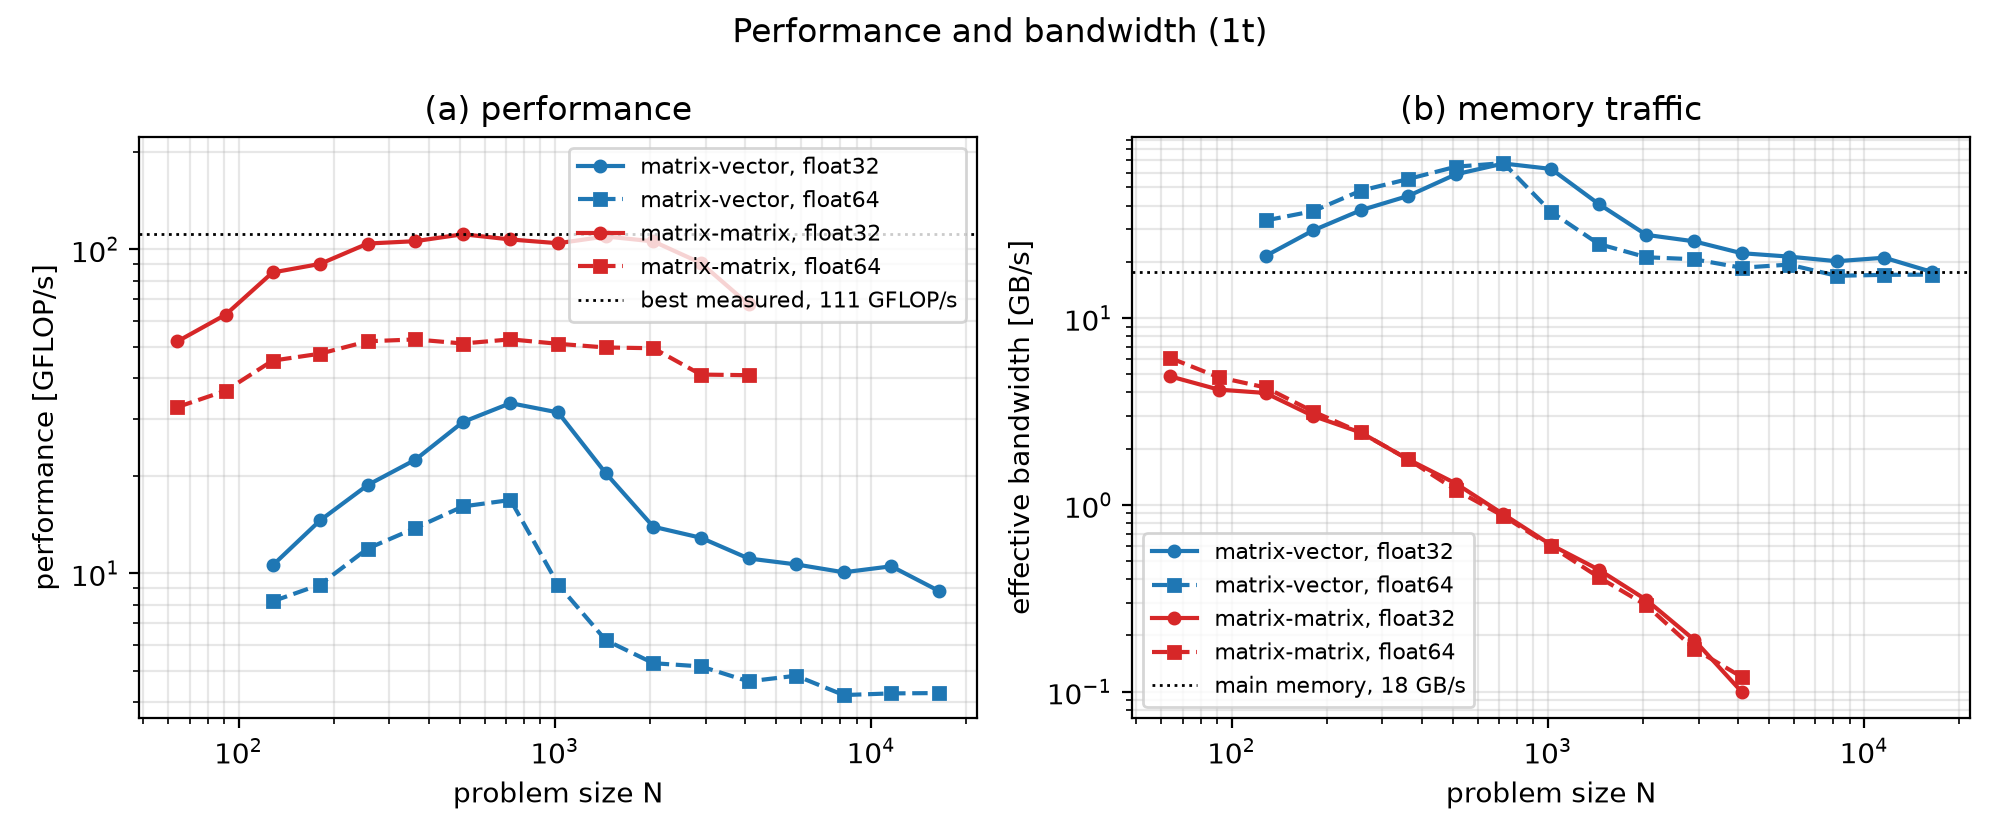 Performance and bandwidth (1t)
(a) performance
performance [GFLOP/s]
10²
10¹
matrix-vector, float32
matrix-vector, float64
matrix-matrix, float32
matrix-matrix, float64
best measured, 111 GFLOP/s
10² 10³ 10⁴
problem size N
(b) memory traffic
effective bandwidth [GB/s]
10¹
10⁰
10⁻¹
matrix-vector, float32
matrix-vector, float64
matrix-matrix, float32
matrix-matrix, float64
main memory, 18 GB/s
10² 10³ 10⁴
problem size N